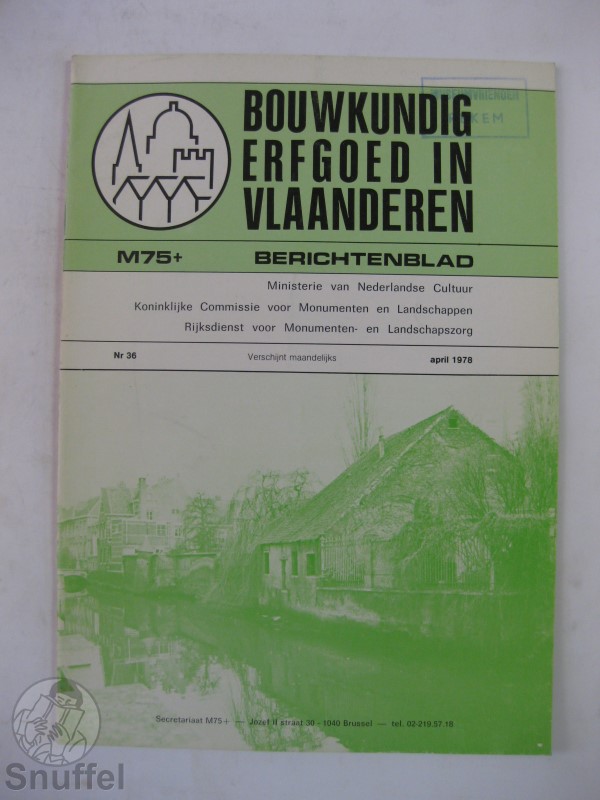 BOUWKUNDIG
ERFGOED IN
VLAANDEREN
M75+ BERICHTENBLAD
Ministerie van Nederlandse Cultuur
Koninklijke Commissie voor Monumenten en Landschappen
Rijksdienst voor Monumenten- en Landschapszorg
Nr 36 Verschijnt maandelijks april 1978
Secretariaat M75+ — Jozef II straat 30 - 1040 Brussel — tel. 02-219.57.18
Snuffel